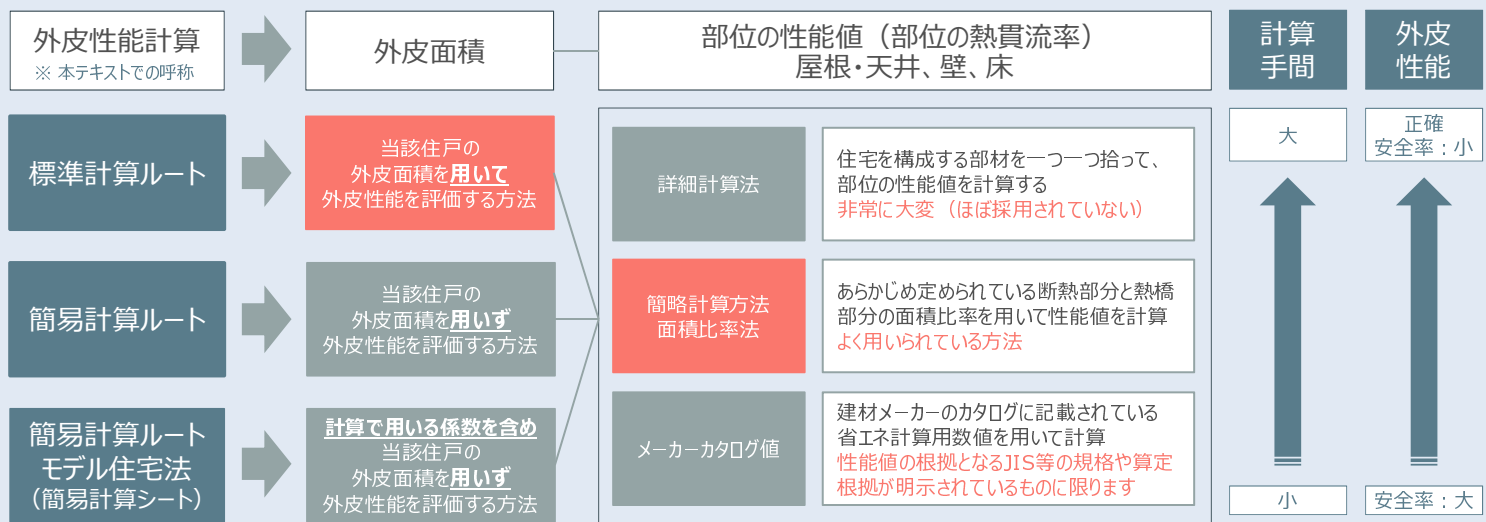 外皮性能計算
※ 本テキストでの呼称
外皮面積
部位の性能値（部位の熱貫流率）
屋根・天井、壁、床
計算
手間
外皮
性能
標準計算ルート
当該住戸の
外皮面積を用いて
外皮性能を評価する方法
詳細計算法
住宅を構成する部材を一つ一つ拾って、
部位の性能値を計算する
非常に大変（ほぼ採用されていない）
大
正確
安全率：小
簡易計算ルート
当該住戸の
外皮面積を用いず
外皮性能を評価する方法
簡略計算方法
面積比率法
あらかじめ定められている断熱部分と熱橋
部分の面積比率を用いて性能値を計算
よく用いられている方法
簡易計算ルート
モデル住宅法
（簡易計算シート）
計算で用いる係数を含め
当該住戸の
外皮面積を用いず
外皮性能を評価する方法
メーカーカタログ値
建材メーカーのカタログに記載されている
省エネ計算用数値を用いて計算
性能値の根拠となるJIS等の規格や算定
根拠が明示されているものに限ります
小
安全率：大